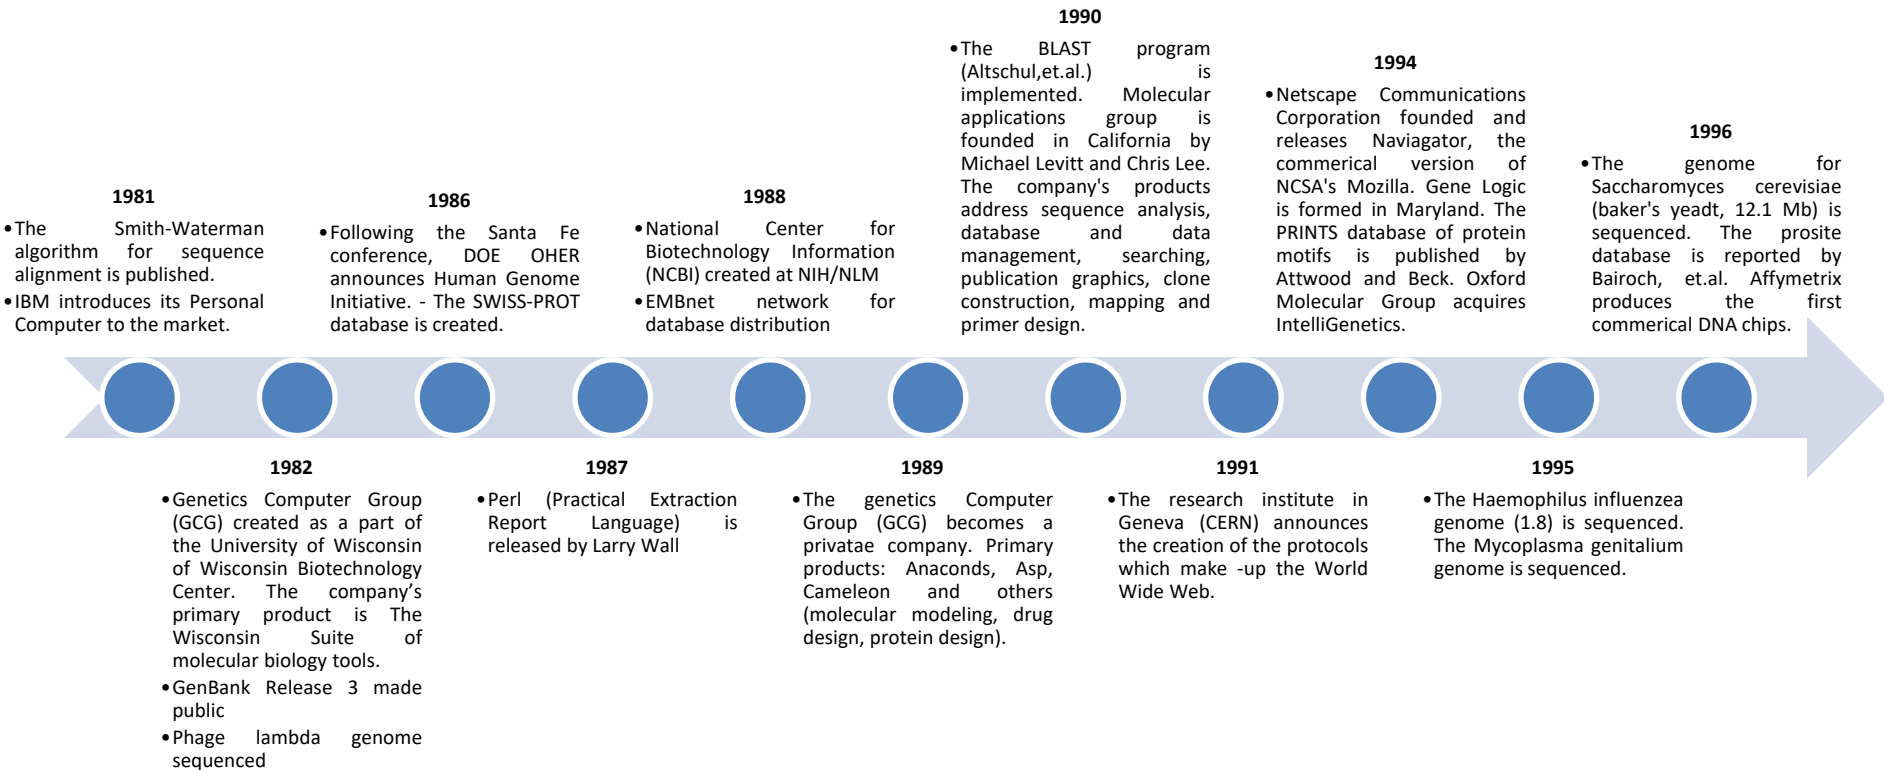 1981
•The Smith-Waterman
algorithm for sequence
alignment is published.
•IBM introduces its Personal
Computer to the market.
1982
•Genetics Computer Group
(GCG) created as a part of
the University of Wisconsin
of Wisconsin Biotechnology
Center. The company’s
primary product is The
Wisconsin Suite of
molecular biology tools.
•GenBank Release 3 made
public
•Phage lambda genome
sequenced
1986
•Following the Santa Fe
conference, DOE OHER
announces Human Genome
Initiative. - The SWISS-PROT
database is created.
1987
•Perl (Practical Extraction
Report Language) is
released by Larry Wall
1988
•National Center for
Biotechnology Information
(NCBI) created at NIH/NLM
•EMBnet network for
database distribution
1989
•The genetics Computer
Group (GCG) becomes a
privatae company. Primary
products: Anaconds, Asp,
Cameleon and others
(molecular modeling, drug
design, protein design).
1990
•The BLAST program
(Altschul,et.al.) is
implemented. Molecular
applications group is
founded in California by
Michael Levitt and Chris Lee.
The company's products
address sequence analysis,
database and data
management, searching,
publication graphics, clone
construction, mapping and
primer design.
1991
•The research institute in
Geneva (CERN) announces
the creation of the protocols
which make -up the World
Wide Web.
1994
•Netscape Communications
Corporation founded and
releases Naviagator, the
commerical version of
NCSA's Mozilla. Gene Logic
is formed in Maryland. The
PRINTS database of protein
motifs is published by
Attwood and Beck. Oxford
Molecular Group acquires
IntelliGenetics.
1995
•The Haemophilus influenzea
genome (1.8) is sequenced.
The Mycoplasma genitalium
genome is sequenced.
1996
•The genome for
Saccharomyces cerevisiae
(baker's yeadt, 12.1 Mb) is
sequenced. The prosite
database is reported by
Bairoch, et.al. Affymetrix
produces the first
commerical DNA chips.